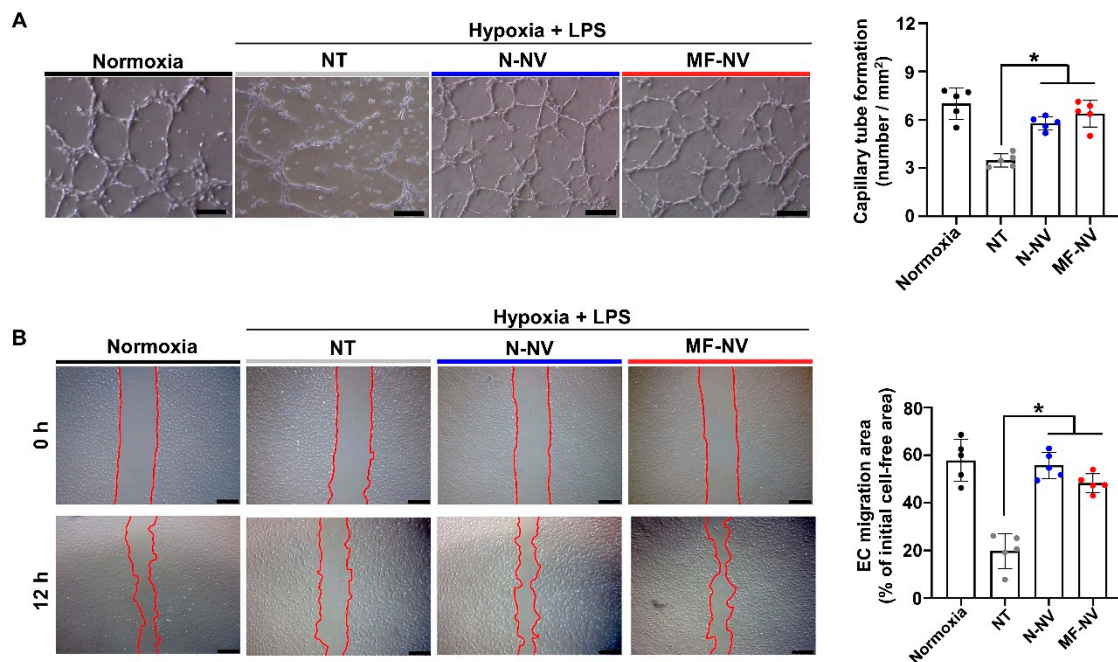 A
Hypoxia + LPS
Normoxia NT N-NV MF-NV
Capillary tube formation
(number / mm²)
12
9
6
3
0
*
Normoxia NT N-NV MF-NV
B
Hypoxia + LPS
Normoxia NT N-NV MF-NV
0 h
12 h
EC migration area
(% of initial cell-free area)
80
60
40
20
0
*
Normoxia NT N-NV MF-NV